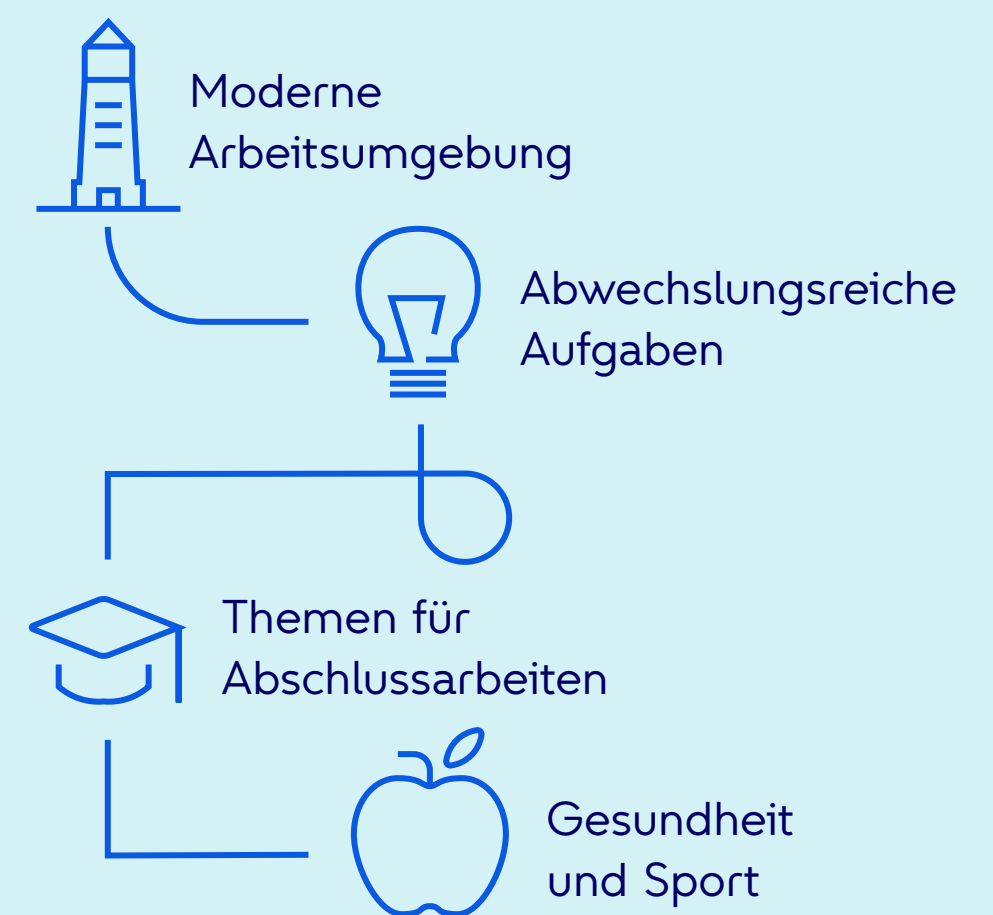 Moderne
Arbeitsumgebung
Abwechslungsreiche
Aufgaben
Themen für
Abschlussarbeiten
Gesundheit
und Sport